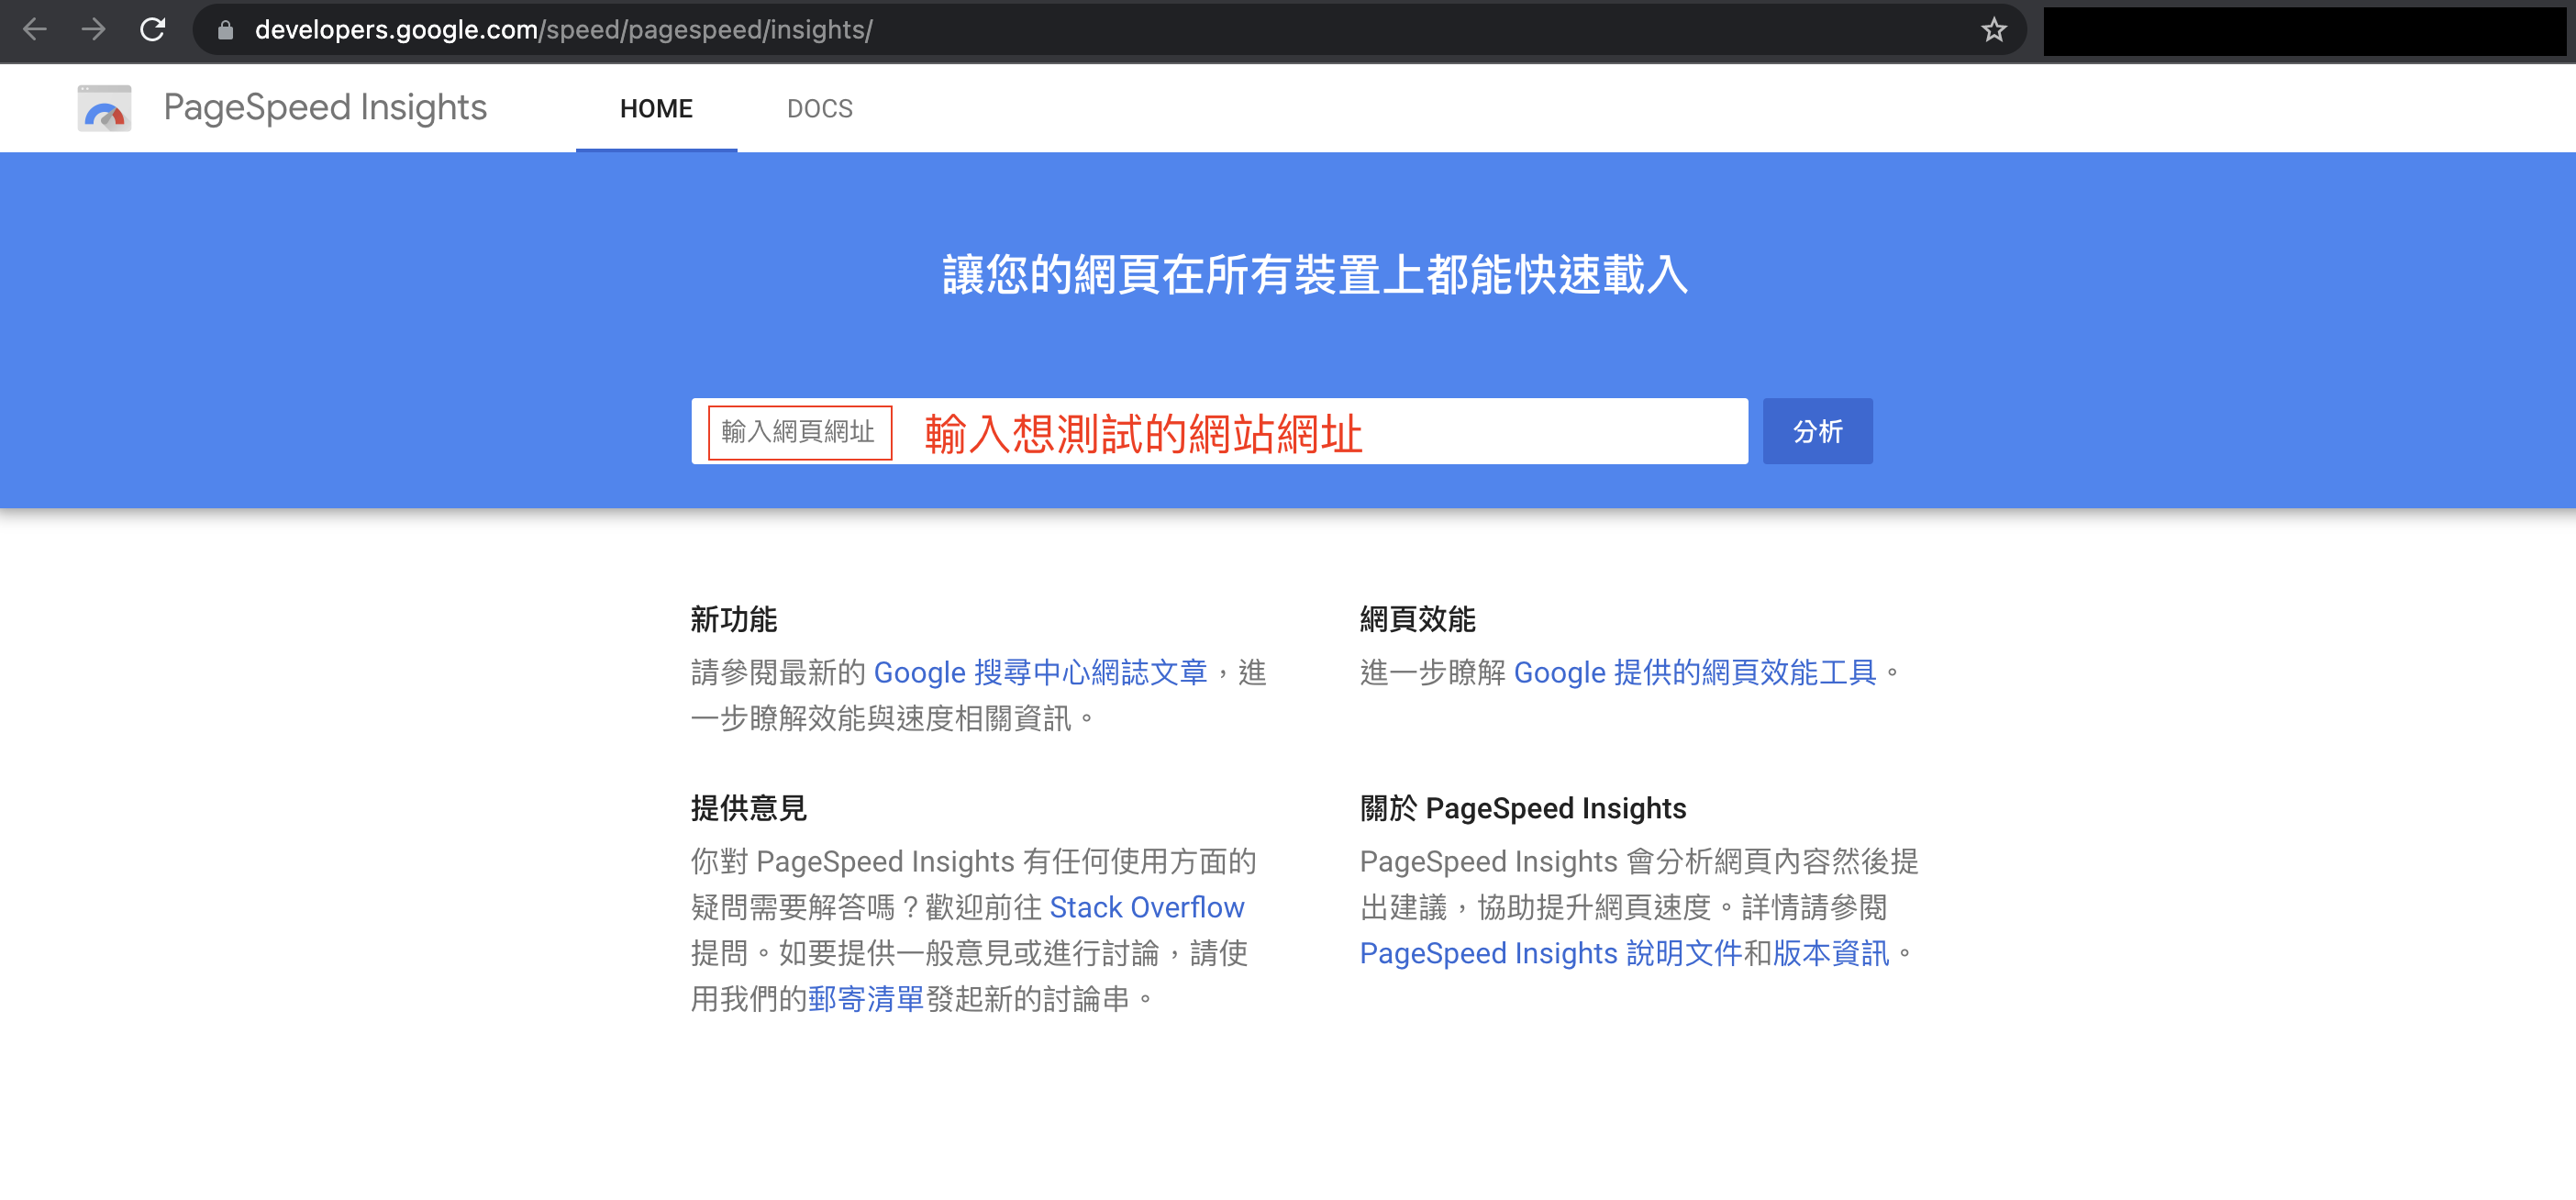 developers.google.com/speed/pagespeed/insights/
PageSpeed Insights
HOME
DOCS
讓您的網頁在所有裝置上都能快速載入
輸入網頁網址
輸入想測試的網站網址
分析
新功能
請參閱最新的 Google 搜尋中心網誌文章，進
一步瞭解效能與速度相關資訊。
網頁效能
進一步瞭解 Google 提供的網頁效能工具。
提供意見
你對 PageSpeed Insights 有任何使用方面的
疑問需要解答嗎？歡迎前往 Stack Overflow
提問。如要提供一般意見或進行討論，請使
用我們的郵寄清單發起新的討論串。
關於 PageSpeed Insights
PageSpeed Insights 會分析網頁內容然後提
出建議，協助提升網頁速度。詳情請參閱
PageSpeed Insights 說明文件和版本資訊。